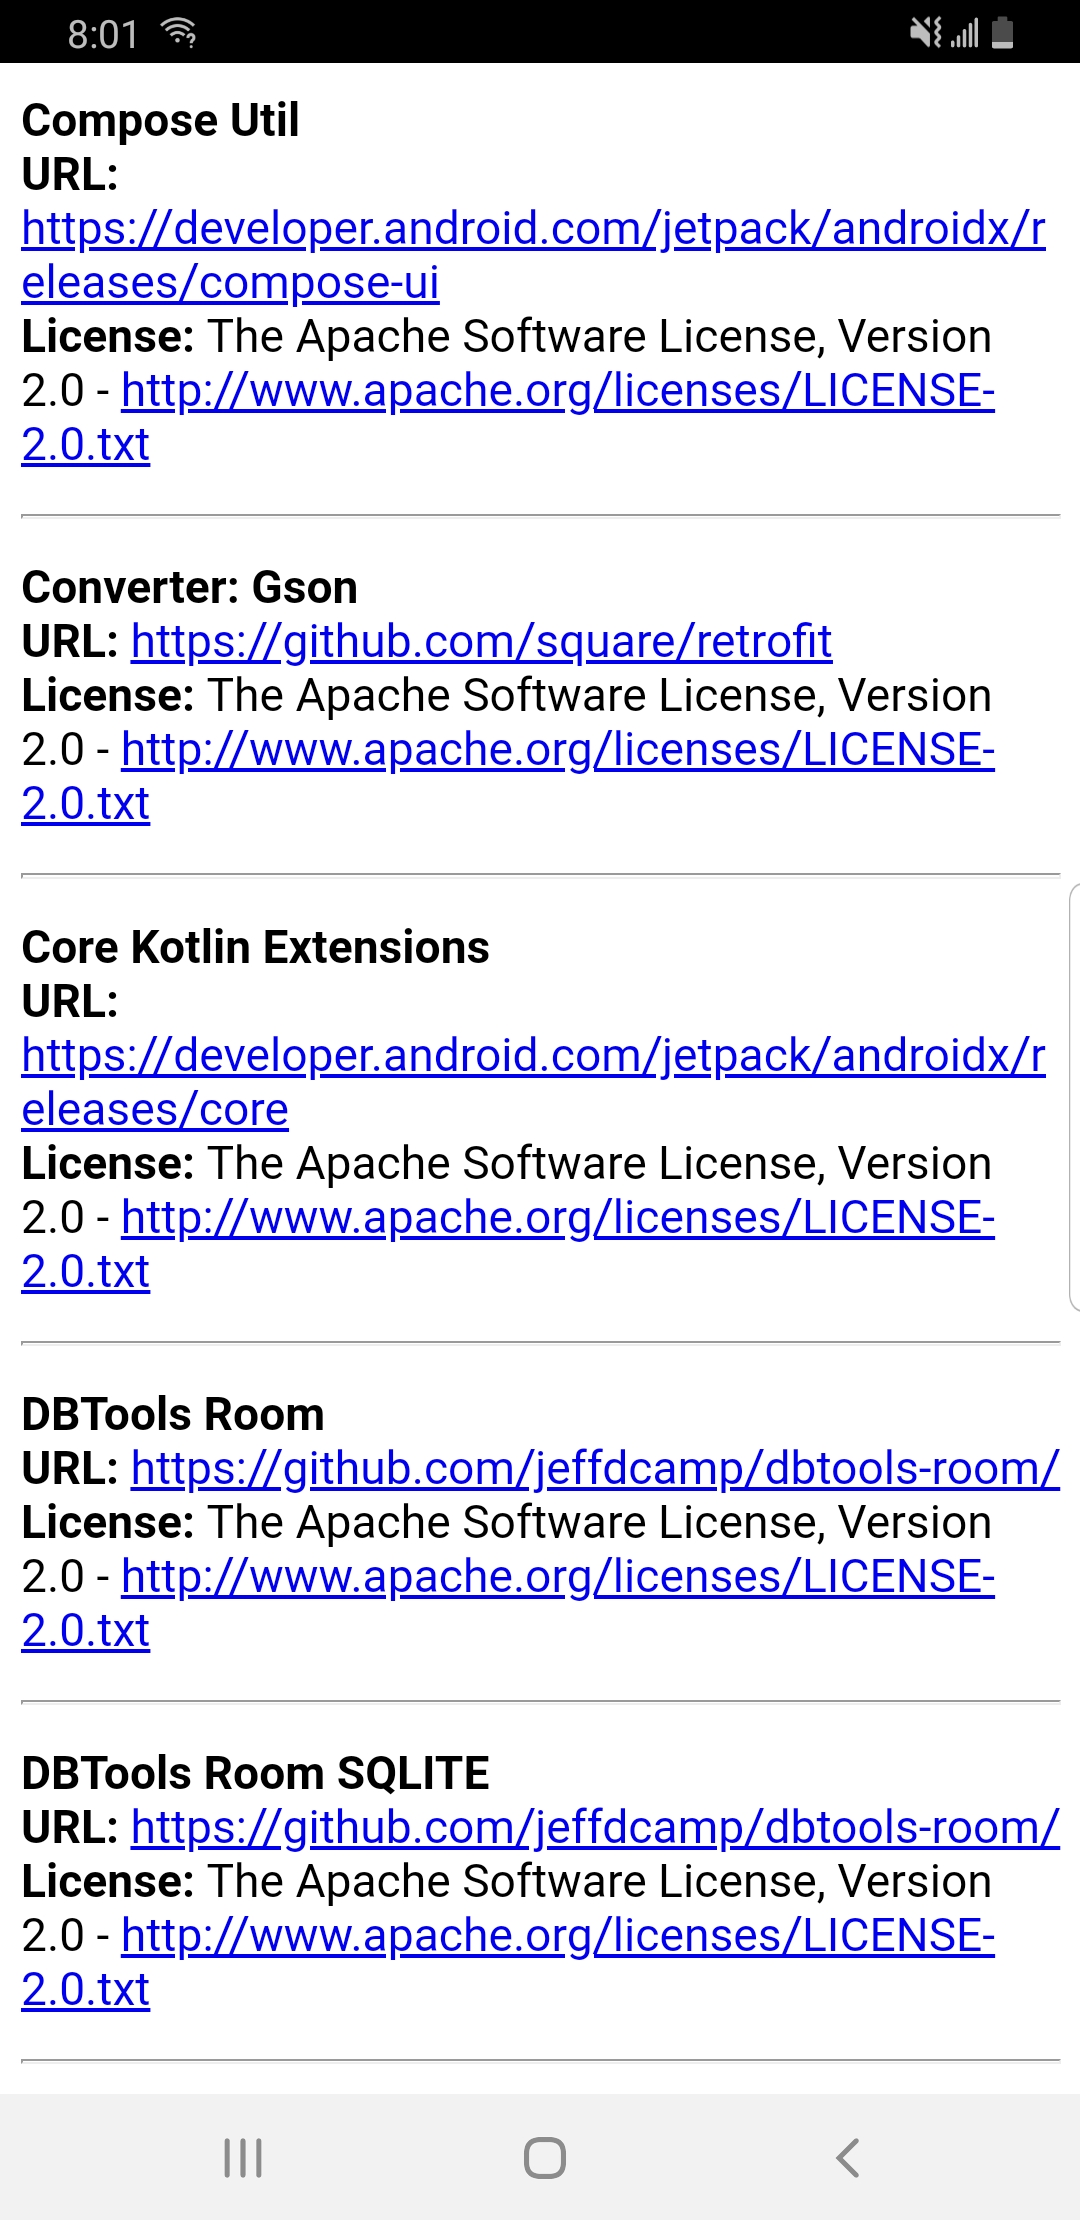 8:01
Compose Util
URL:
https://developer.android.com/jetpack/androidx/r
eleases/compose-ui
License: The Apache Software License, Version
2.0 - http://www.apache.org/licenses/LICENSE-
2.0.txt
Converter: Gson
URL: https://github.com/square/retrofit
License: The Apache Software License, Version
2.0 - http://www.apache.org/licenses/LICENSE-
2.0.txt
Core Kotlin Extensions
URL:
https://developer.android.com/jetpack/androidx/r
eleases/core
License: The Apache Software License, Version
2.0 - http://www.apache.org/licenses/LICENSE-
2.0.txt
DBTools Room
URL: https://github.com/jeffdcamp/dbtools-room/
License: The Apache Software License, Version
2.0 - http://www.apache.org/licenses/LICENSE-
2.0.txt
DBTools Room SQLITE
URL: https://github.com/jeffdcamp/dbtools-room/
License: The Apache Software License, Version
2.0 - http://www.apache.org/licenses/LICENSE-
2.0.txt